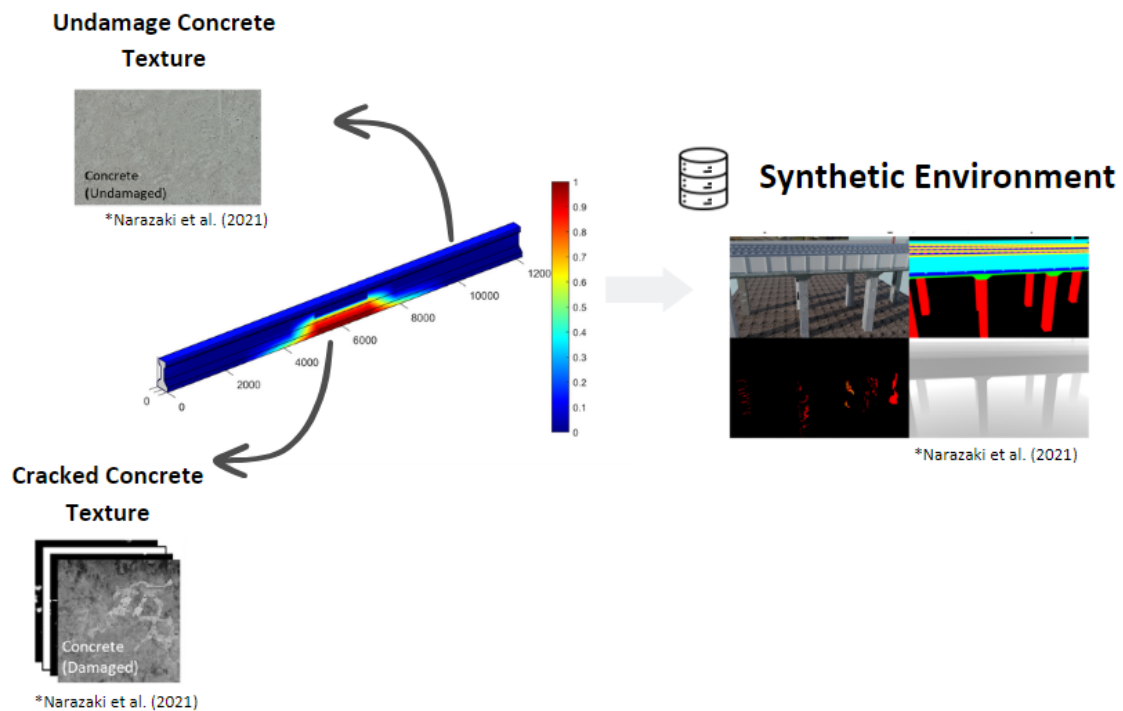 Undamage Concrete
Texture
Concrete
(Undamaged)
*Narazaki et al. (2021)
1
0.9
0.8
0.7
0.6
0.5
0.4
0.3
0.2
0.1
0
1200
10000
8000
6000
4000
2000
0
0
Synthetic Environment
*Narazaki et al. (2021)
Cracked Concrete
Texture
Concrete
(Damaged)
*Narazaki et al. (2021)